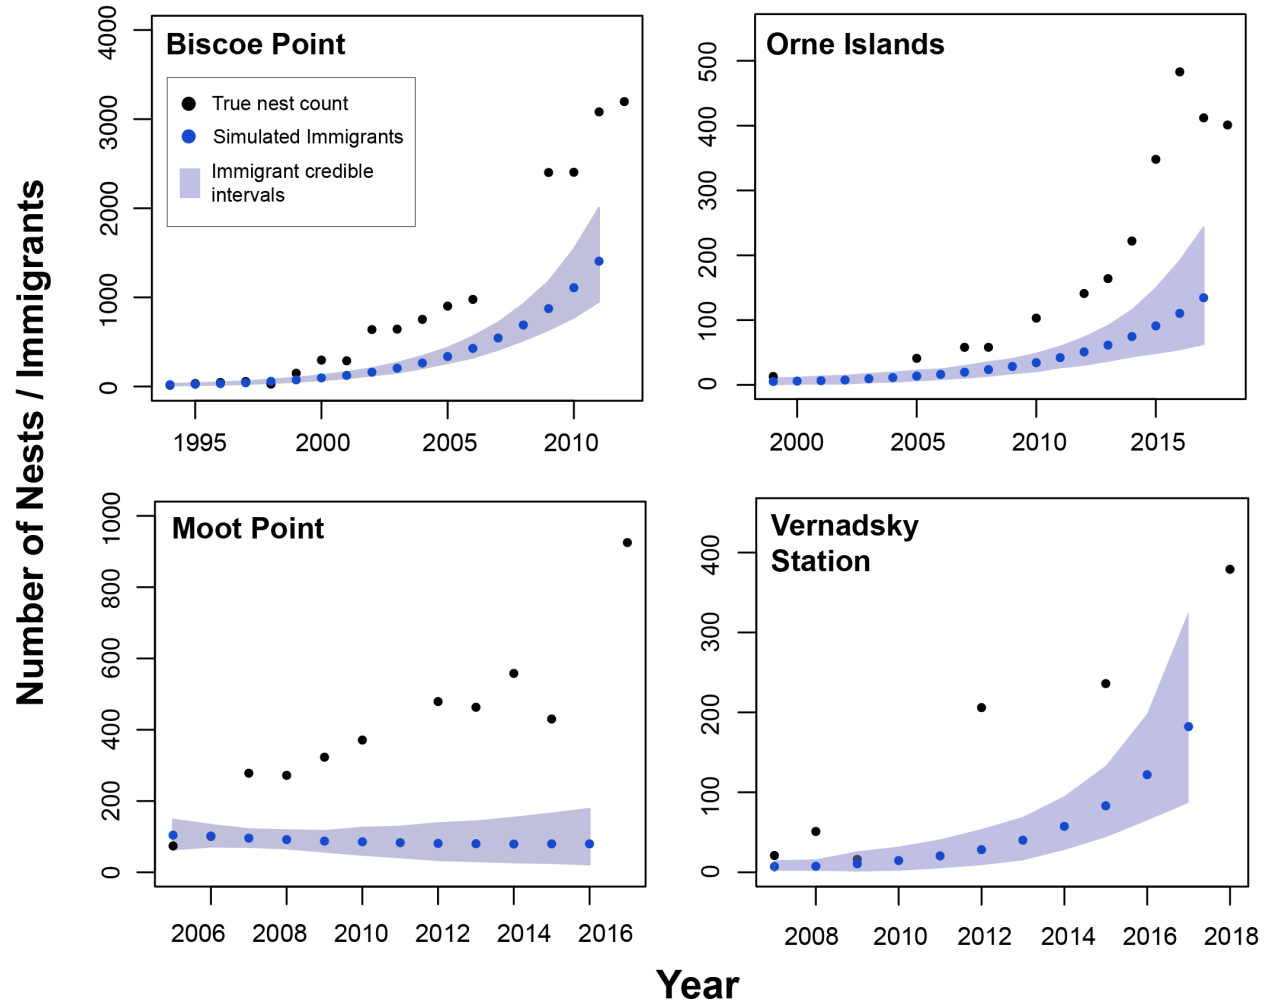 Number of Nests / Immigrants
Biscoe Point
True nest count
Simulated Immigrants
Immigrant credible
intervals
4000
3000
2000
1000
0
1995 2000 2005 2010
Orne Islands
500
400
300
200
100
0
2000 2005 2010 2015
Moot Point
1000
800
600
400
200
0
2006 2008 2010 2012 2014 2016
Vernadsky
Station
400
300
200
100
0
2008 2010 2012 2014 2016 2018
Year